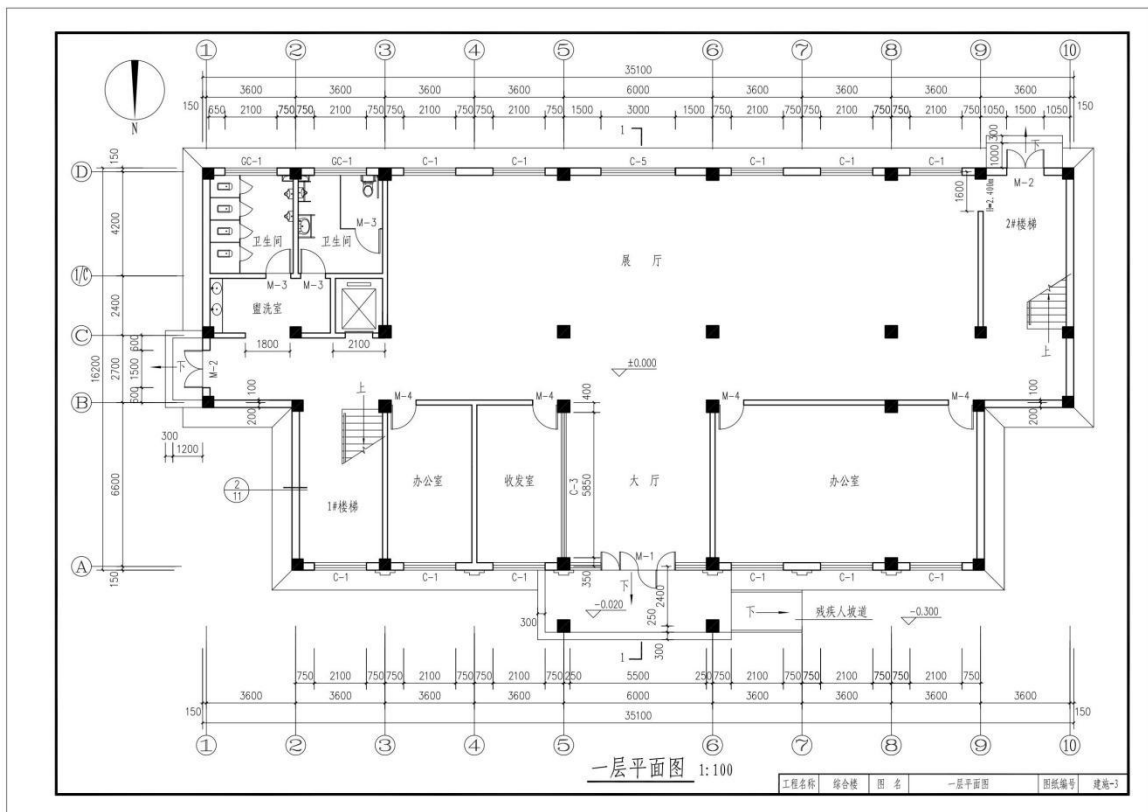 ① ② ③ ④ ⑤ ⑥ ⑦ ⑧ ⑨ ⑩
35100
150 3600 3600 3600 3600 6000 3600 3600 3600 3600 150
650 2100 750 750 2100 750 750 2100 750 750 2100 750 1500 3000 1500 750 2100 750 750 2100 750 750 2100 750 1050 1500 1050
N
1
300
下
1000
150
D
GC-1 GC-1 C-1 C-1 C-5 C-1 C-1 C-1
M-2
1600
H=2.400m
2#楼梯
4200
M-3
卫生间 卫生间
展 厅
1/C
M-3 M-3
2400
盥洗室
C
600
1800 2100
上
16200
2700
1500
下
M-2
±0.000
600
100
上
M-4 M-4 400 M-4 M-4
100
B
200
200
300
1200
6600
2
11
1#楼梯
办公室
收发室
C-3
5850
大 厅
办公室
M-1
A
150
C-1 C-1 C-1 350 下 C-1 C-1 C-1
2400
-0.020
250
下
残疾人坡道
-0.300
300
1
300
750 2100 750 750 2100 750 750 2100 750 250 5500 250 750 2100 750 750 2100 750 750 2100 750
150 3600 3600 3600 3600 6000 3600 3600 3600 3600 150
35100
① ② ③ ④ ⑤ ⑥ ⑦ ⑧ ⑨ ⑩
一层平面图 1:100
工程名称 综合楼 图 名 一层平面图 图纸编号 建施-3